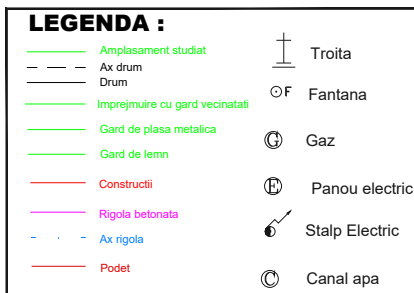 LEGENDA :
Amplasament studiat
Ax drum
Drum
Imprejmuire cu gard vecinatati
Gard de plasa metalica
Gard de lemn
Constructii
Rigola betonata
Ax rigola
Podet
Troita
F Fantana
G Gaz
E Panou electric
Stalp Electric
C Canal apa